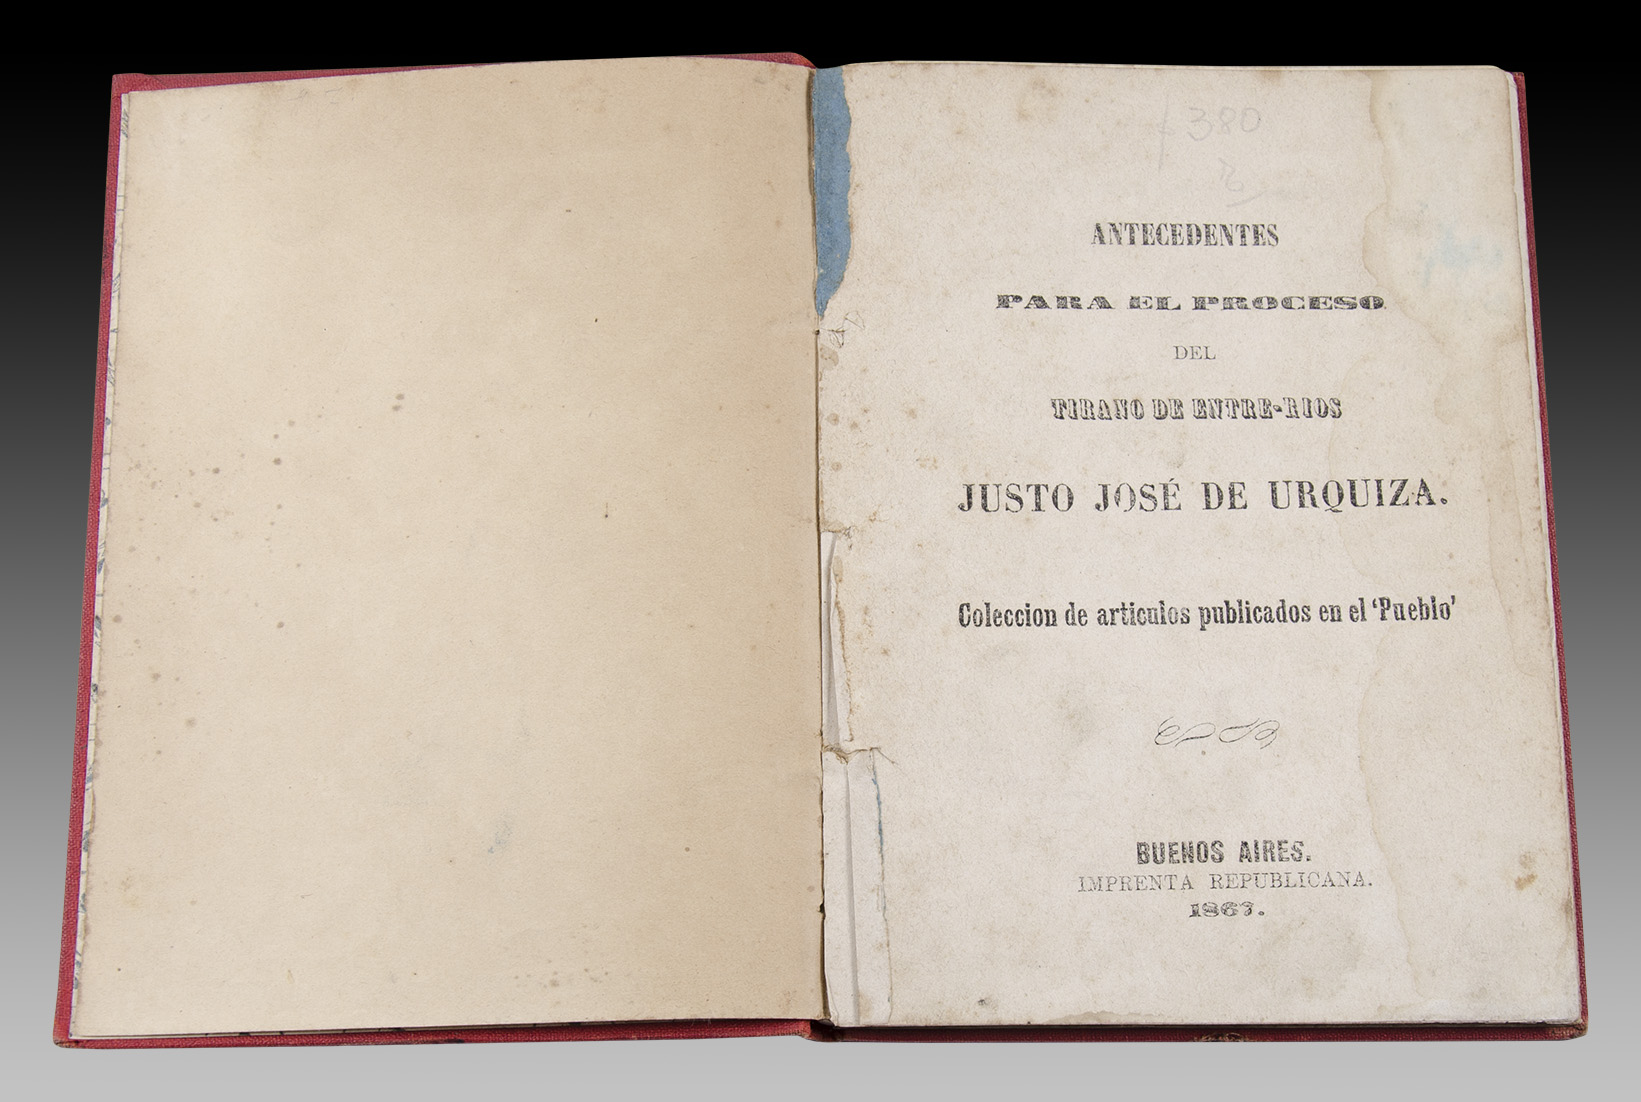 380
ANTECEDENTES
PARA EL PROCESO
DEL
TIRANO DE ENTRE-RIOS
JUSTO JOSÉ DE URQUIZA.
Coleccion de articulos publicados en el 'Pueblo'
BUENOS AIRES.
IMPRENTA REPUBLICANA.
1867.